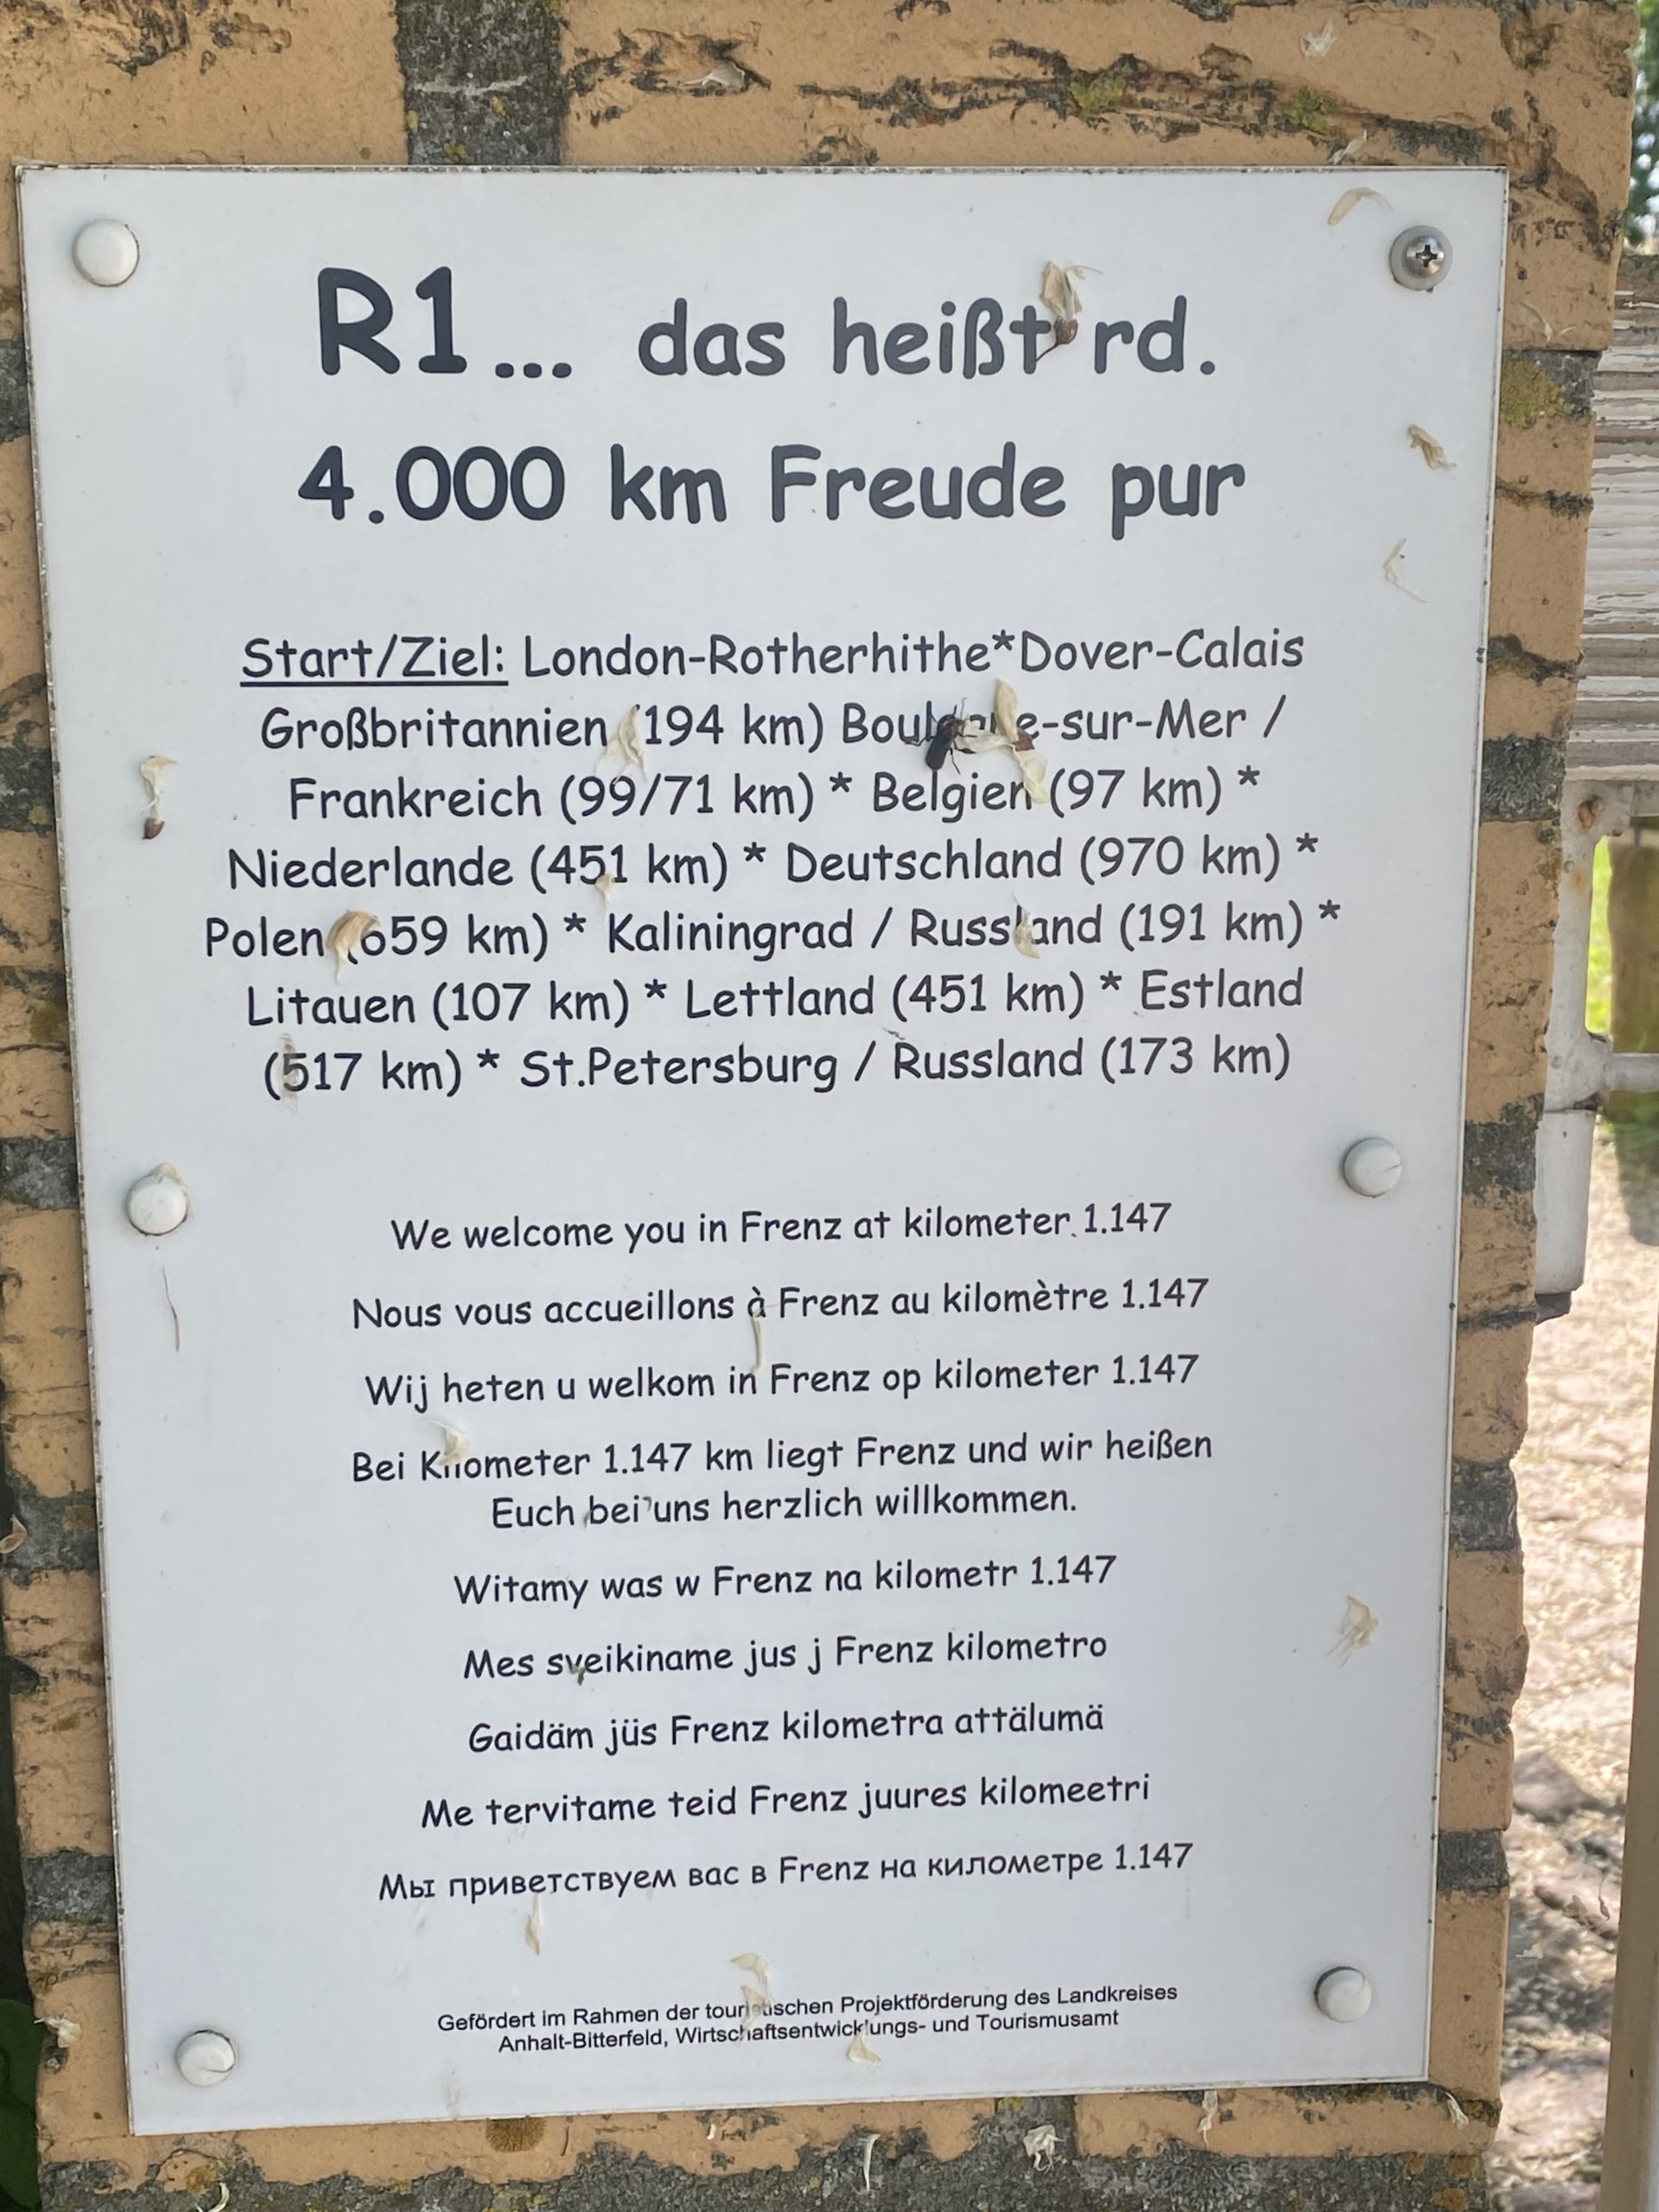 R1... das heißt rd.
4.000 km Freude pur
Start/Ziel: London-Rotherhithe*Dover-Calais
Großbritannien (194 km) Boulogne-sur-Mer /
Frankreich (99/71 km) * Belgien (97 km) *
Niederlande (451 km) * Deutschland (970 km) *
Polen (659 km) * Kaliningrad / Russland (191 km) *
Litauen (107 km) * Lettland (451 km) * Estland
(517 km) * St.Petersburg / Russland (173 km)
We welcome you in Frenz at kilometer 1.147
Nous vous accueillons à Frenz au kilomètre 1.147
Wij heten u welkom in Frenz op kilometer 1.147
Bei Kilometer 1.147 km liegt Frenz und wir heißen
Euch bei uns herzlich willkommen.
Witamy was w Frenz na kilometr 1.147
Mes sveikiname jus j Frenz kilometro
Gaidäm jüs Frenz kilometra attälumä
Me tervitame teid Frenz juures kilomeetri
Мы приветствуем вас в Frenz на километре 1.147
Gefördert im Rahmen der touristischen Projektförderung des Landkreises
Anhalt-Bitterfeld, Wirtschaftsentwicklungs- und Tourismusamt